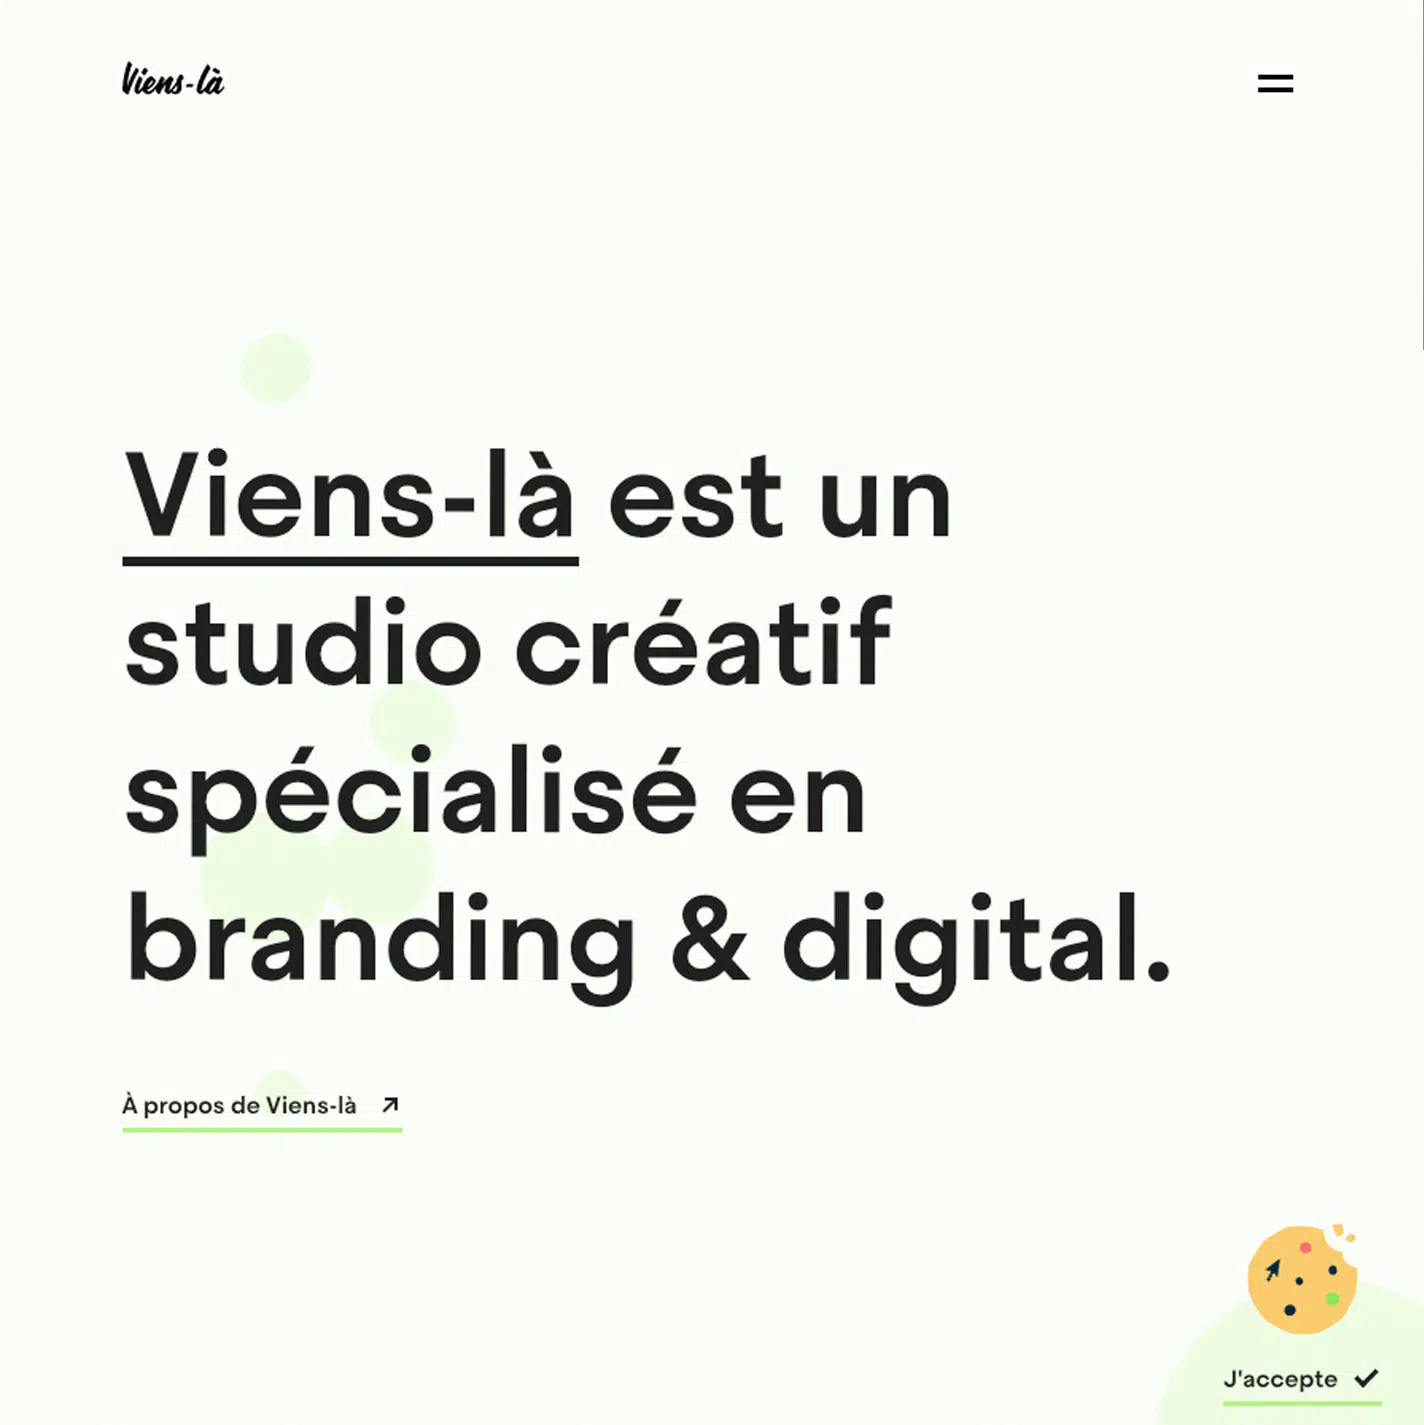 Viens-là
Viens-là est un
studio créatif
spécialisé en
branding & digital.
À propos de Viens-là
J'accepte